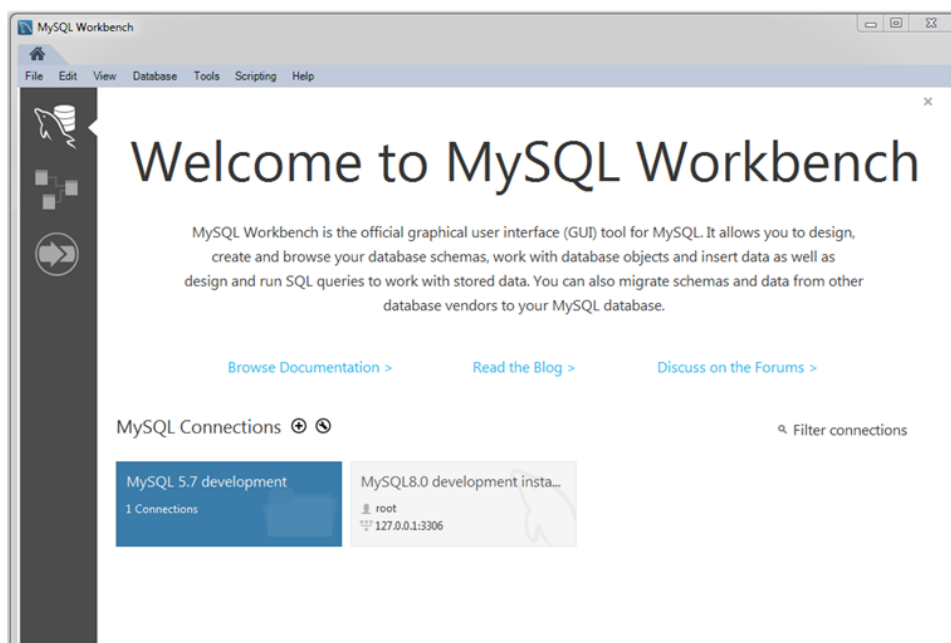 MySQL Workbench
File Edit View Database Tools Scripting Help
Welcome to MySQL Workbench
MySQL Workbench is the official graphical user interface (GUI) tool for MySQL. It allows you to design,
create and browse your database schemas, work with database objects and insert data as well as
design and run SQL queries to work with stored data. You can also migrate schemas and data from other
database vendors to your MySQL database.
Browse Documentation > Read the Blog > Discuss on the Forums >
MySQL Connections Filter connections
MySQL 5.7 development MySQL8.0 development insta...
1 Connections root
127.0.0.1:3306